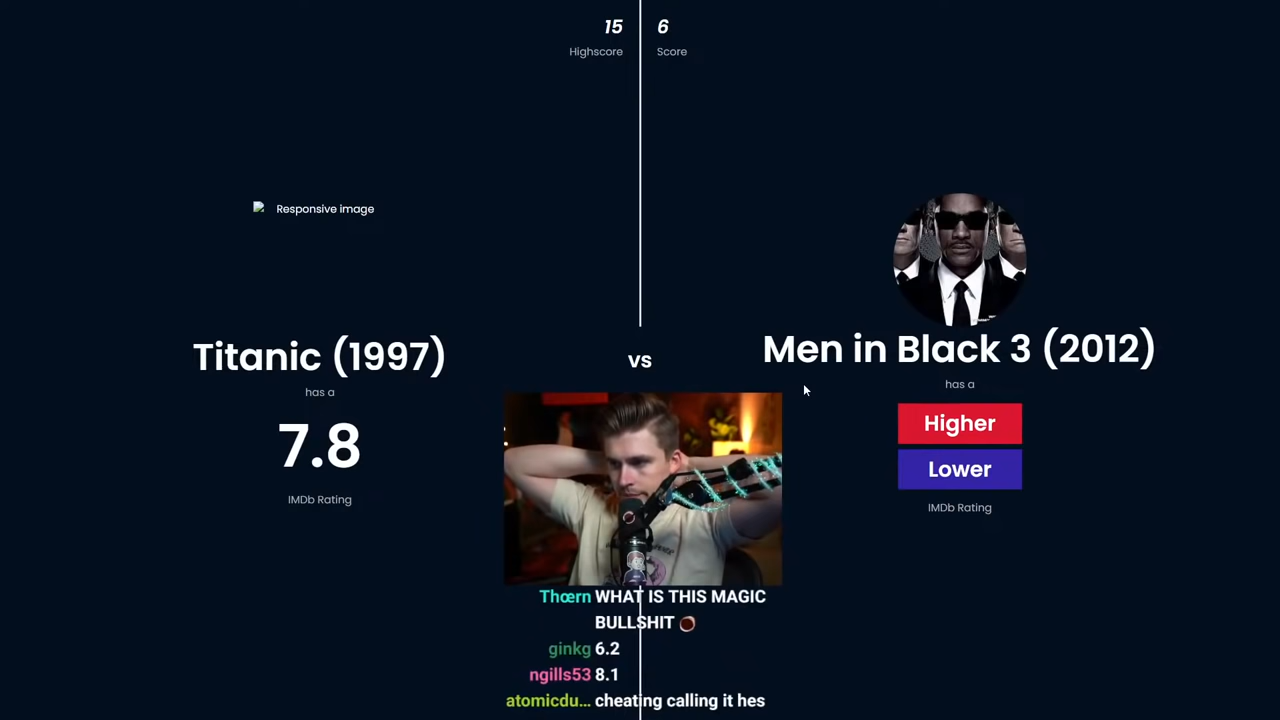 15
Highscore
6
Score
Responsive image
Titanic (1997)
has a
7.8
IMDb Rating
vs
Men in Black 3 (2012)
has a
Higher
Lower
IMDb Rating
Thœrn WHAT IS THIS MAGIC
BULLSHIT
ginkg 6.2
ngills53 8.1
atomicdu... cheating calling it hes